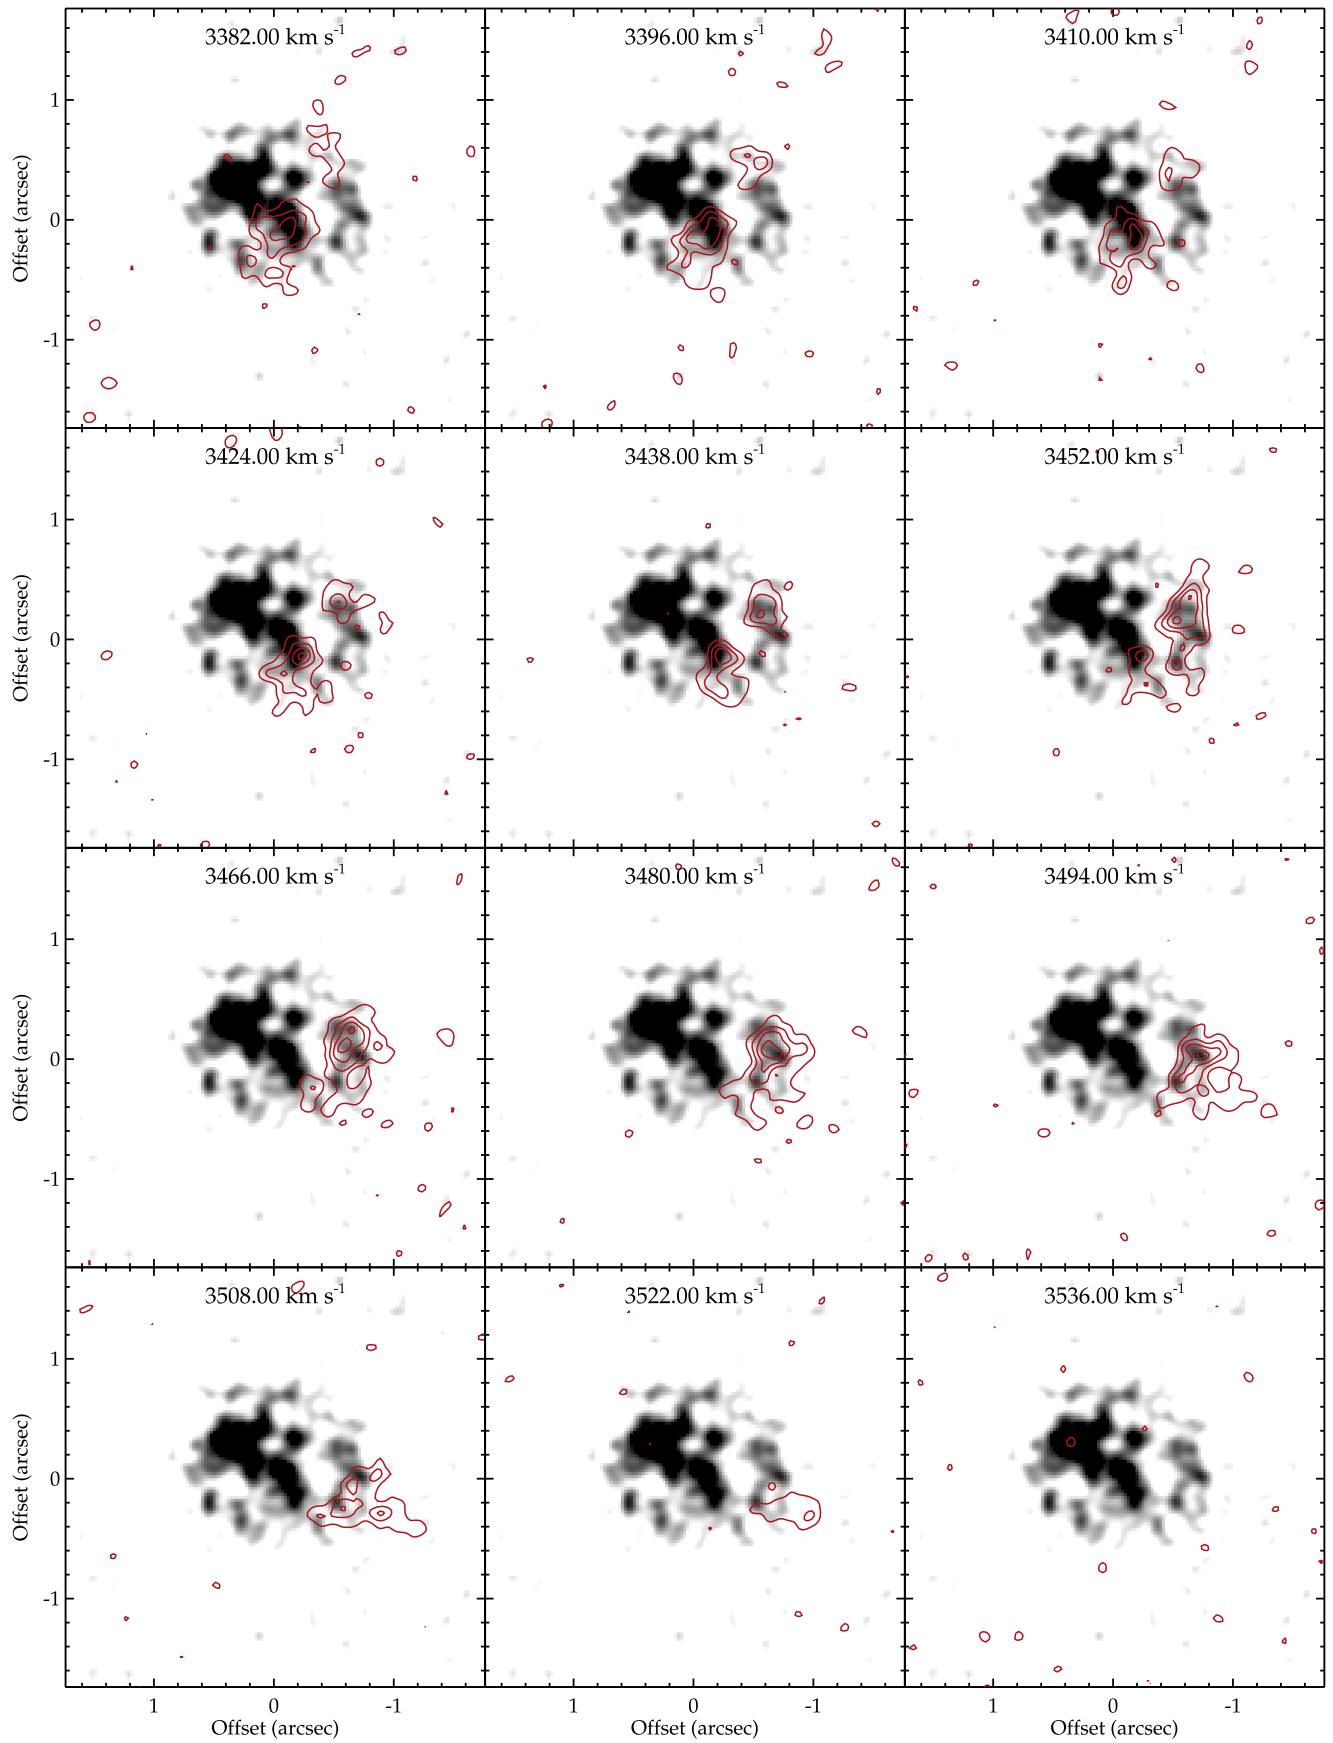 3382.00 km s-1
3396.00 km s-1
3410.00 km s-1
1
0
-1
Offset (arcsec)
3424.00 km s-1
3438.00 km s-1
3452.00 km s-1
1
0
-1
Offset (arcsec)
3466.00 km s-1
3480.00 km s-1
3494.00 km s-1
1
0
-1
Offset (arcsec)
3508.00 km s-1
3522.00 km s-1
3536.00 km s-1
1
0
-1
Offset (arcsec)
1 0 -1
1 0 -1
1 0 -1
Offset (arcsec)
Offset (arcsec)
Offset (arcsec)